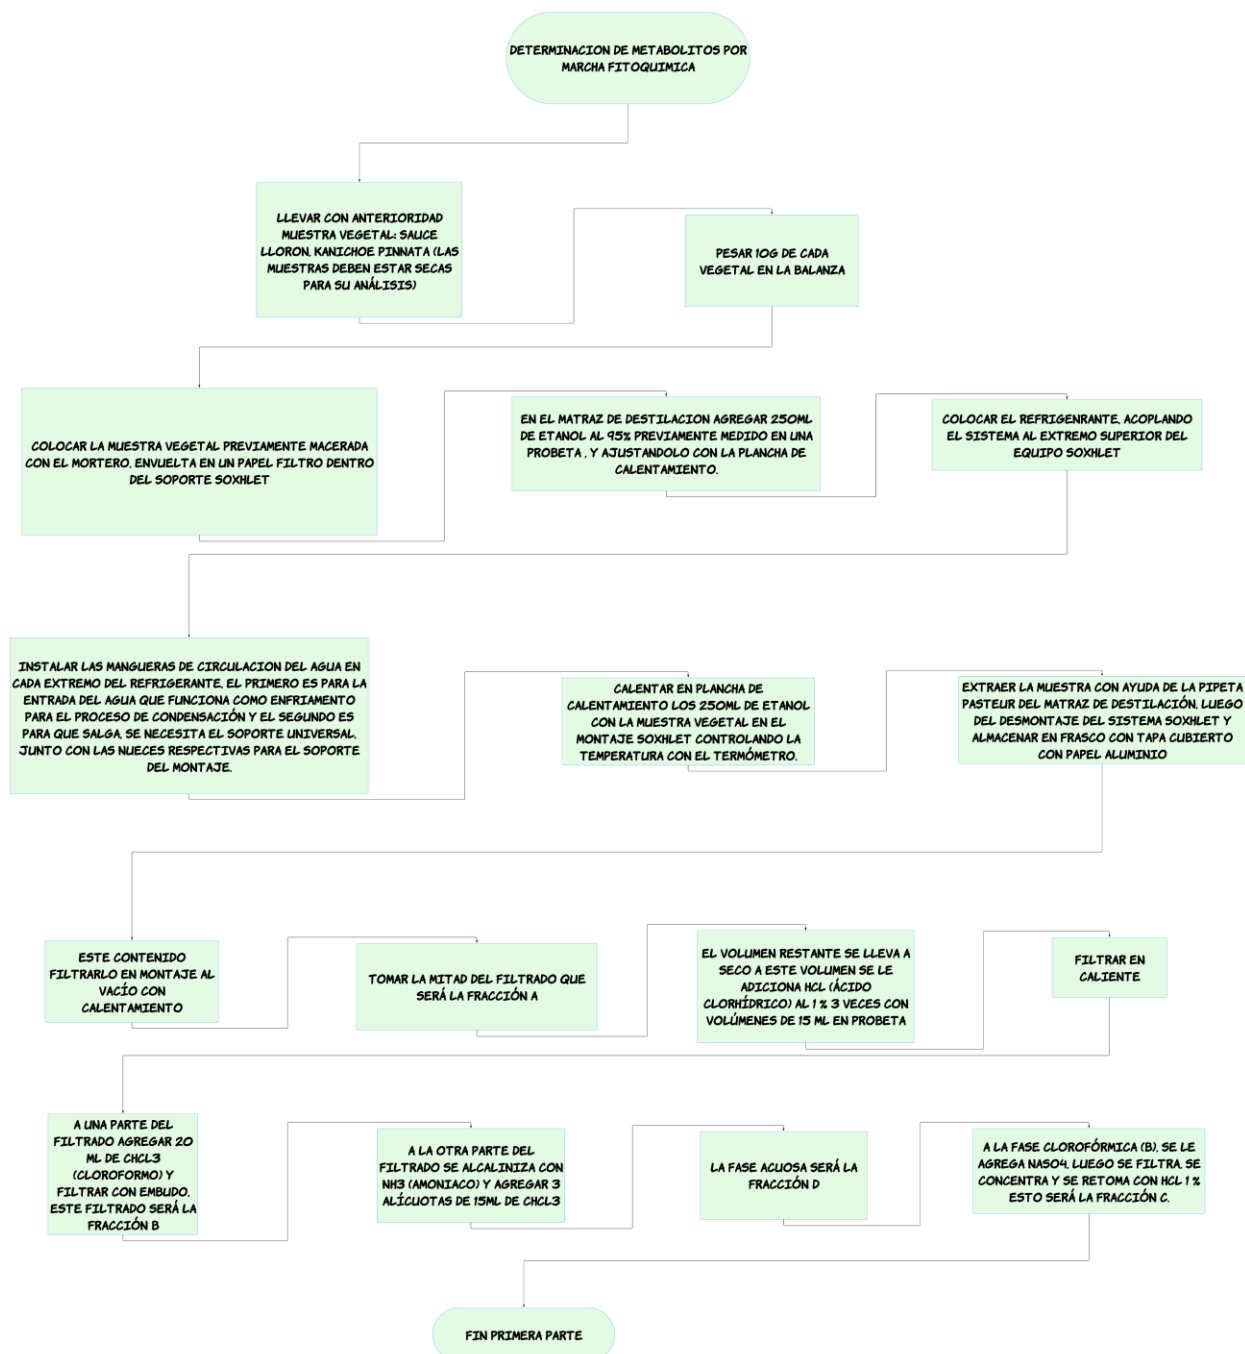 DETERMINACION DE METABOLITOS POR
MARCHA FITOQUIMICA
LLEVAR CON ANTERIORIDAD
MUESTRA VEGETAL: SAUCE
LLORON, KANICHOE PINNATA (LAS
MUESTRAS DEBEN ESTAR SECAS
PARA SU ANÁLISIS)
PESAR 10G DE CADA
VEGETAL EN LA BALANZA
COLOCAR LA MUESTRA VEGETAL PREVIAMENTE MACERADA
CON EL MORTERO, ENVUELTA EN UN PAPEL FILTRO DENTRO
DEL SOPORTE SOXHLET
EN EL MATRAZ DE DESTILACION AGREGAR 250ML
DE ETANOL AL 95% PREVIAMENTE MEDIDO EN UNA
PROBETA , Y AJUSTANDOLO CON LA PLANCHA DE
CALENTAMIENTO.
COLOCAR EL REFRIGENRANTE, ACOPLANDO
EL SISTEMA AL EXTREMO SUPERIOR DEL
EQUIPO SOXHLET
INSTALAR LAS MANGUERAS DE CIRCULACION DEL AGUA EN
CADA EXTREMO DEL REFRIGERANTE, EL PRIMERO ES PARA LA
ENTRADA DEL AGUA QUE FUNCIONA COMO ENFRIAMENTO
PARA EL PROCESO DE CONDENSACIÓN Y EL SEGUNDO ES
PARA QUE SALGA, SE NECESITA EL SOPORTE UNIVERSAL,
JUNTO CON LAS NUECES RESPECTIVAS PARA EL SOPORTE
DEL MONTAJE.
CALENTAR EN PLANCHA DE
CALENTAMIENTO LOS 250ML DE ETANOL
CON LA MUESTRA VEGETAL EN EL
MONTAJE SOXHLET CONTROLANDO LA
TEMPERATURA CON EL TERMÓMETRO.
EXTRAER LA MUESTRA CON AYUDA DE LA PIPETA
PASTEUR DEL MATRAZ DE DESTILACIÓN, LUEGO
DEL DESMONTAJE DEL SISTEMA SOXHLET Y
ALMACENAR EN FRASCO CON TAPA CUBIERTO
CON PAPEL ALUMINIO
ESTE CONTENIDO
FILTRARLO EN MONTAJE AL
VACÍO CON
CALENTAMIENTO
TOMAR LA MITAD DEL FILTRADO QUE
SERÁ LA FRACCIÓN A
EL VOLUMEN RESTANTE SE LLEVA A
SECO A ESTE VOLUMEN SE LE
ADICIONA HCL (ÁCIDO
CLORHÍDRICO) AL 1 % 3 VECES CON
VOLÚMENES DE 15 ML EN PROBETA
FILTRAR EN
CALIENTE
A UNA PARTE DEL
FILTRADO AGREGAR 20
ML DE CHCL3
(CLOROFORMO) Y
FILTRAR CON EMBUDO,
ESTE FILTRADO SERÁ LA
FRACCIÓN B
A LA OTRA PARTE DEL
FILTRADO SE ALCALINIZA CON
NH3 (AMONIACO) Y AGREGAR 3
ALÍCUOTAS DE 15ML DE CHCL3
LA FASE ACUOSA SERÁ LA
FRACCIÓN D
A LA FASE CLOROFÓRMICA (B), SE LE
AGREGA NASO4, LUEGO SE FILTRA, SE
CONCENTRA Y SE RETOMA CON HCL 1 %
ESTO SERÁ LA FRACCIÓN C.
FIN PRIMERA PARTE